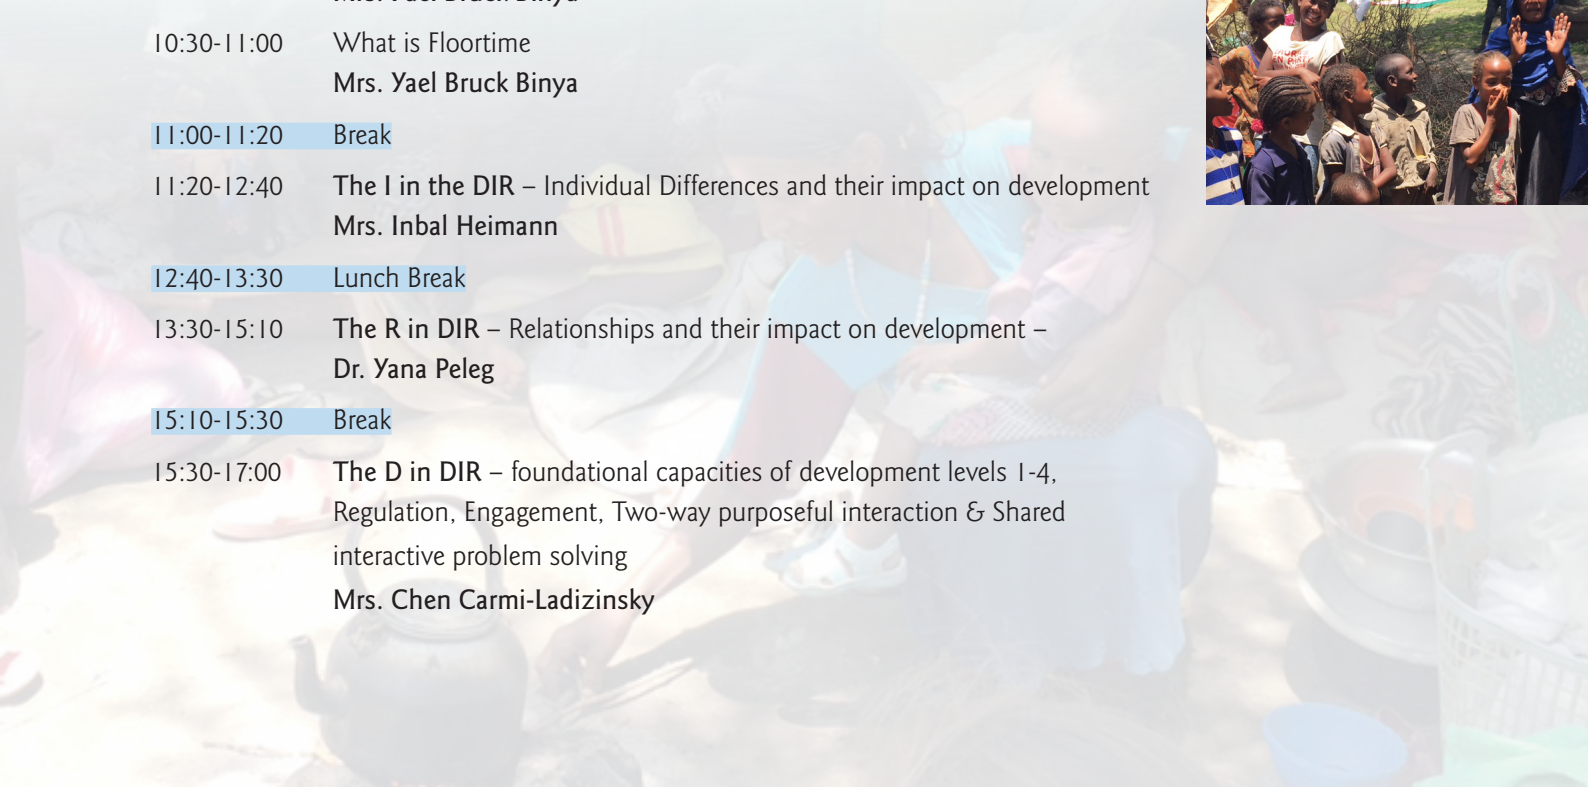 10:30-11:00 What is Floortime
Mrs. Yael Bruck Binya
11:00-11:20 Break
11:20-12:40 The I in the DIR – Individual Differences and their impact on development
Mrs. Inbal Heimann
12:40-13:30 Lunch Break
13:30-15:10 The R in DIR – Relationships and their impact on development –
Dr. Yana Peleg
15:10-15:30 Break
15:30-17:00 The D in DIR – foundational capacities of development levels 1-4,
Regulation, Engagement, Two-way purposeful interaction & Shared
interactive problem solving
Mrs. Chen Carmi-Ladizinsky